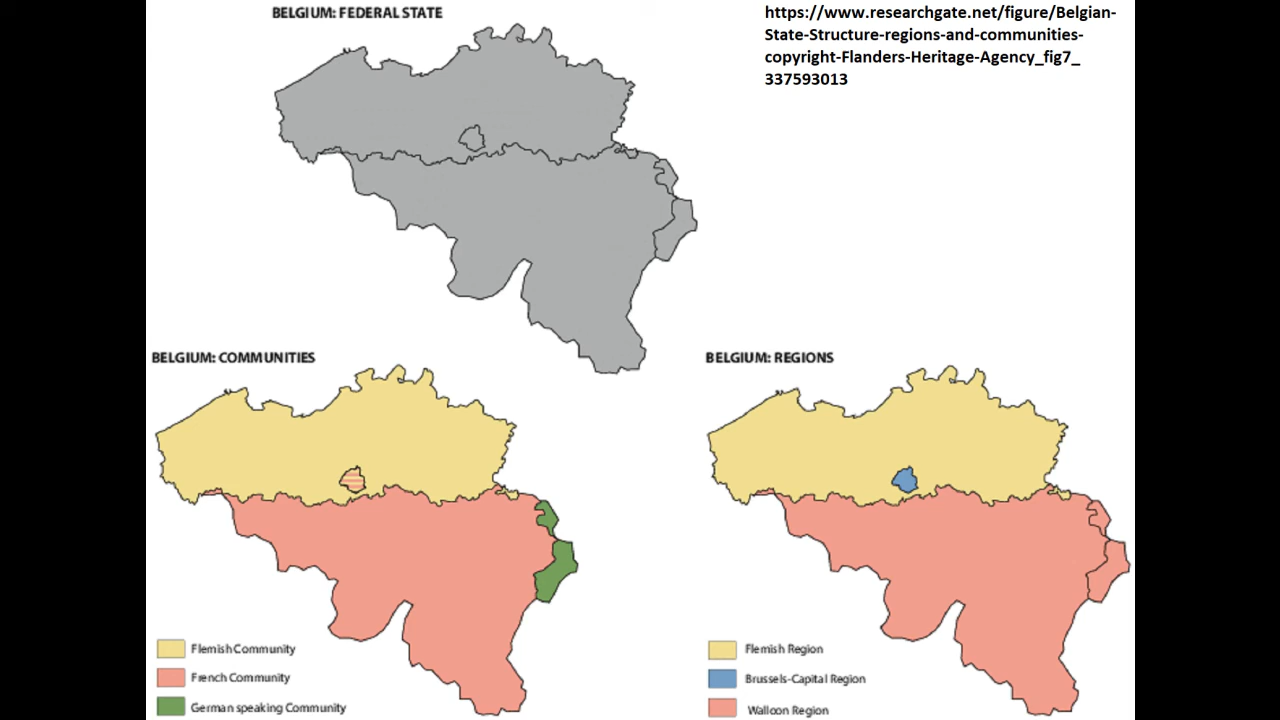 BELGIUM: FEDERAL STATE
https://www.researchgate.net/figure/Belgian-
State-Structure-regions-and-communities-
copyright-Flanders-Heritage-Agency_fig7_
337593013
BELGIUM: COMMUNITIES
BELGIUM: REGIONS
Flemish Community
French Community
German speaking Community
Flemish Region
Brussels-Capital Region
Walloon Region